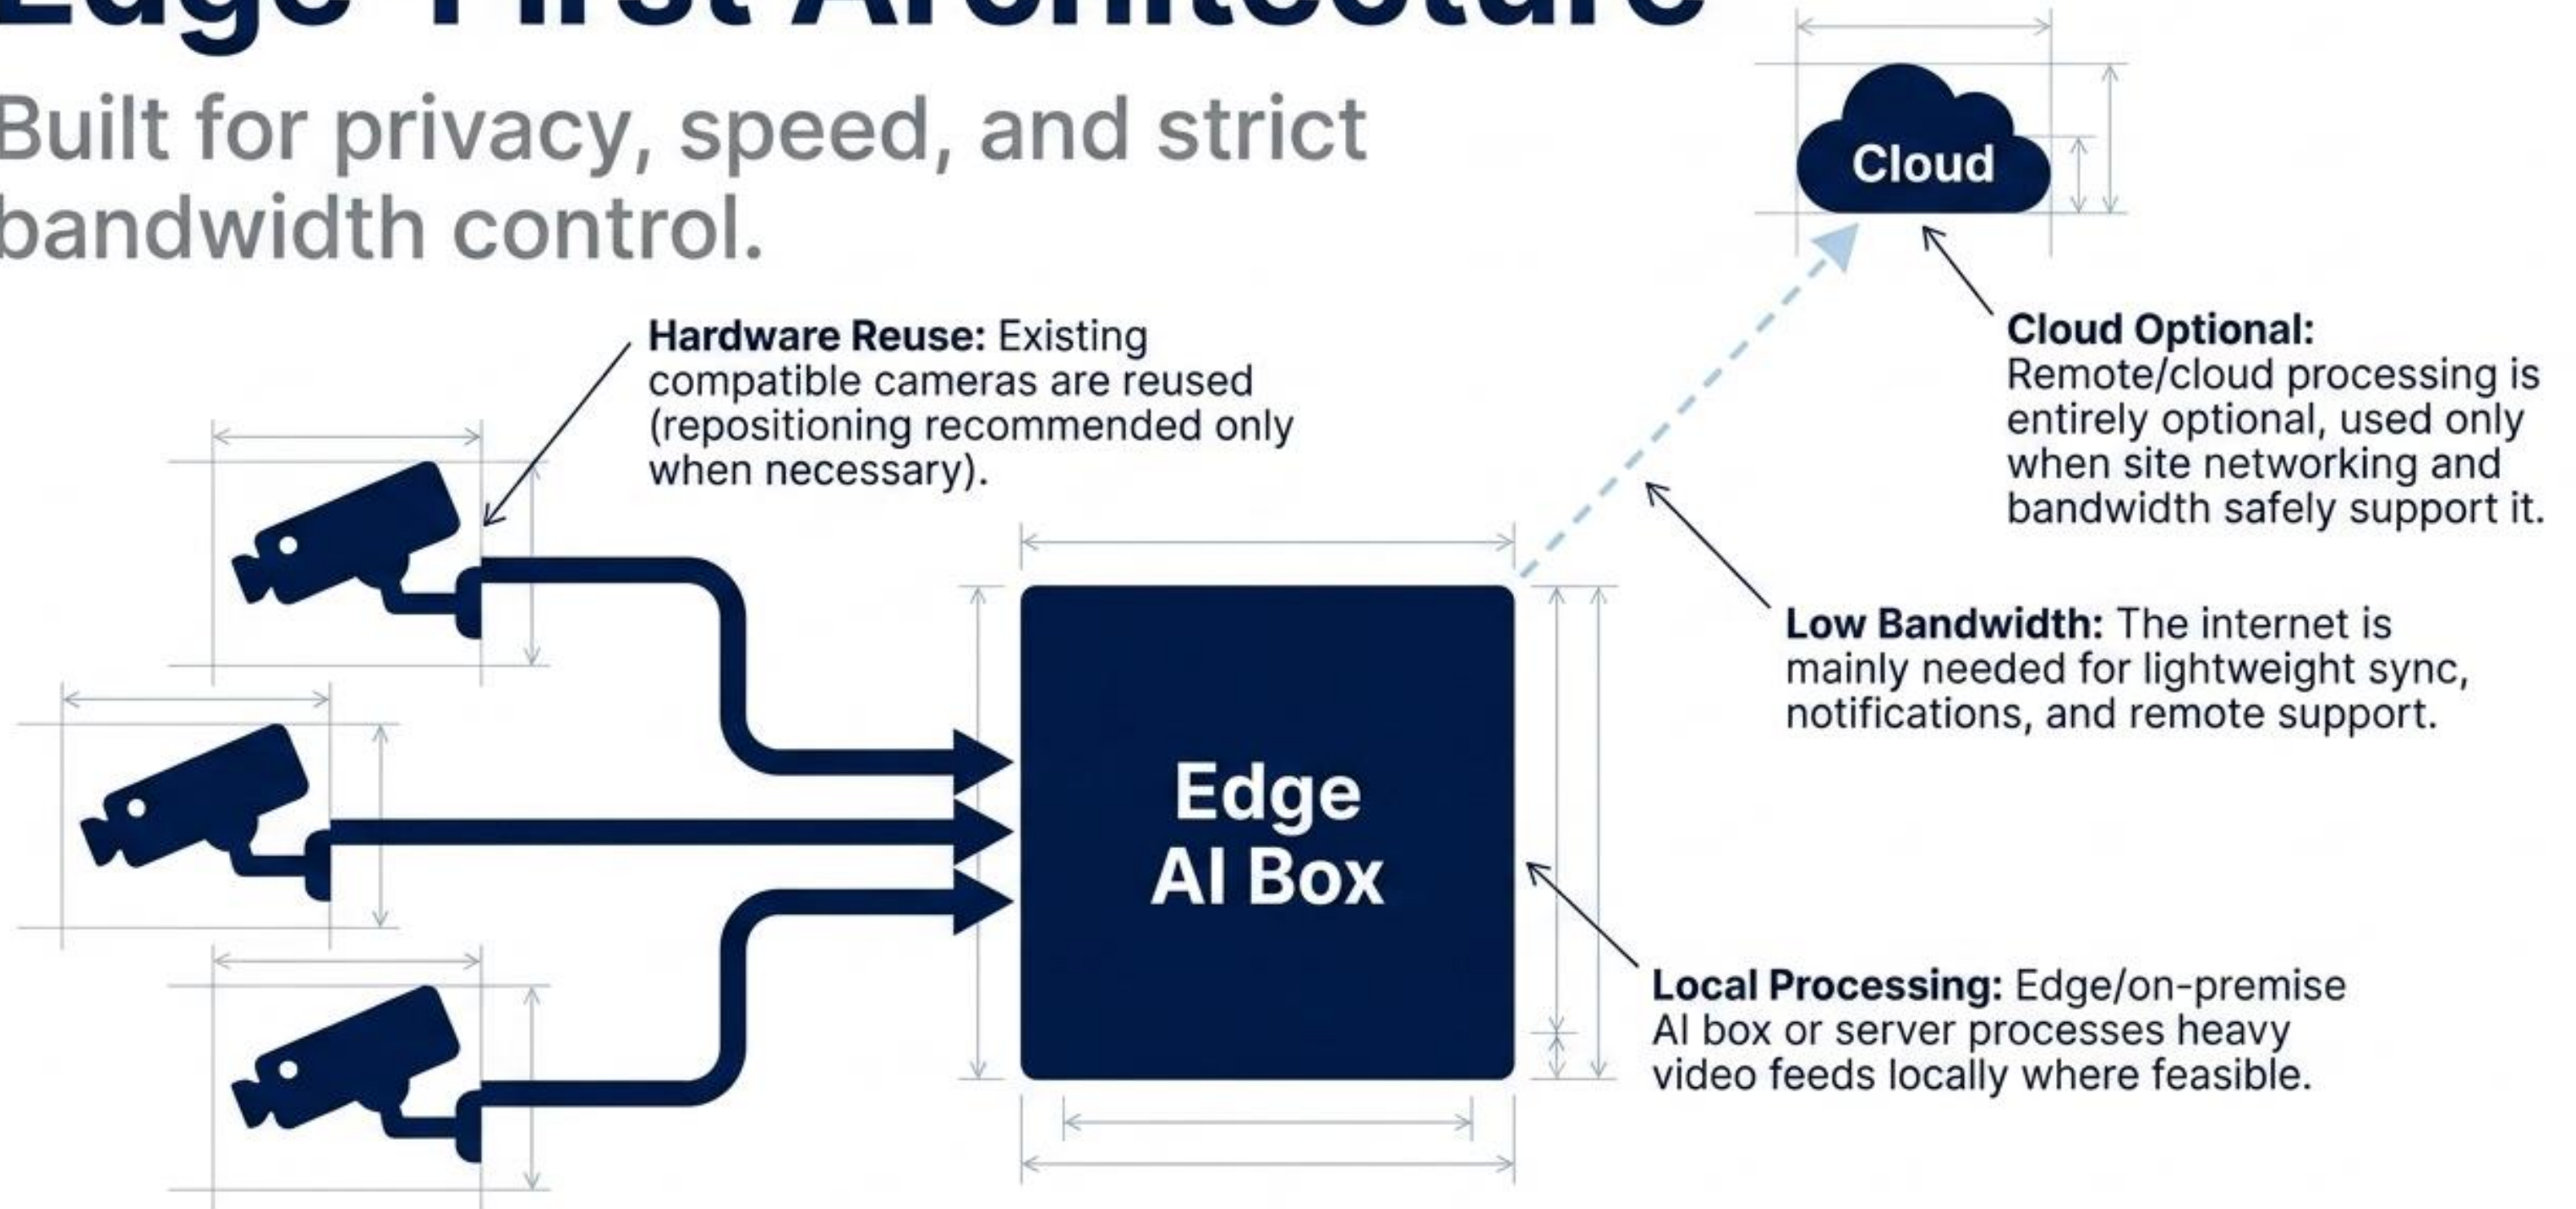 Edge-First Architecture
Built for privacy, speed, and strict
bandwidth control.
Cloud
Hardware Reuse: Existing
compatible cameras are reused
(repositioning recommended only
when necessary).
Cloud Optional:
Remote/cloud processing is
entirely optional, used only
when site networking and
bandwidth safely support it.
Low Bandwidth: The internet is
mainly needed for lightweight sync,
notifications, and remote support.
Edge
AI Box
Local Processing: Edge/on-premise
AI box or server processes heavy
video feeds locally where feasible.